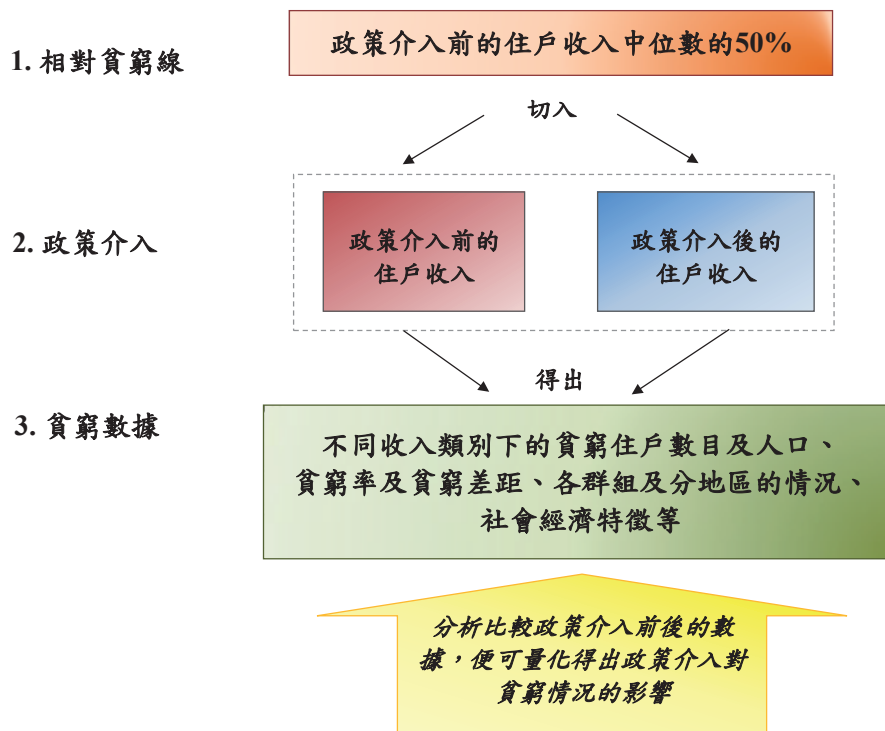 1. 相對貧窮線
政策介入前的住戶收入中位數的50%
切入
2. 政策介入
政策介入前的
住戶收入
政策介入後的
住戶收入
得出
3. 貧窮數據
不同收入類別下的貧窮住戶數目及人口、
貧窮率及貧窮差距、各群組及分地區的情況、
社會經濟特徵等
分析比較政策介入前後的數
據，便可量化得出政策介入對
貧窮情況的影響